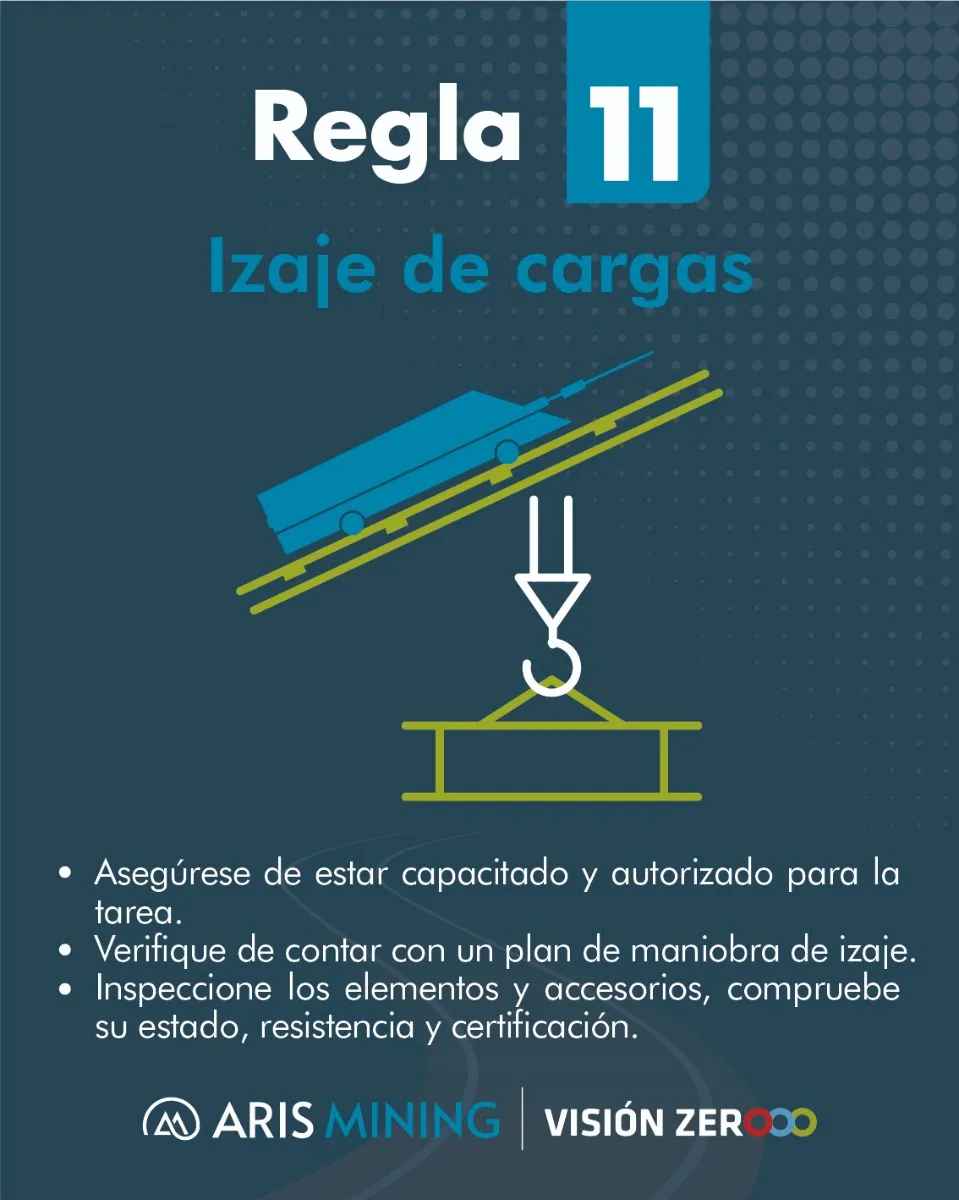 Regla 11
Izaje de cargas
• Asegúrese de estar capacitado y autorizado para la
tarea.
• Verifique de contar con un plan de maniobra de izaje.
• Inspeccione los elementos y accesorios, compruebe
su estado, resistencia y certificación.
ARIS MINING | VISIÓN ZEROOO